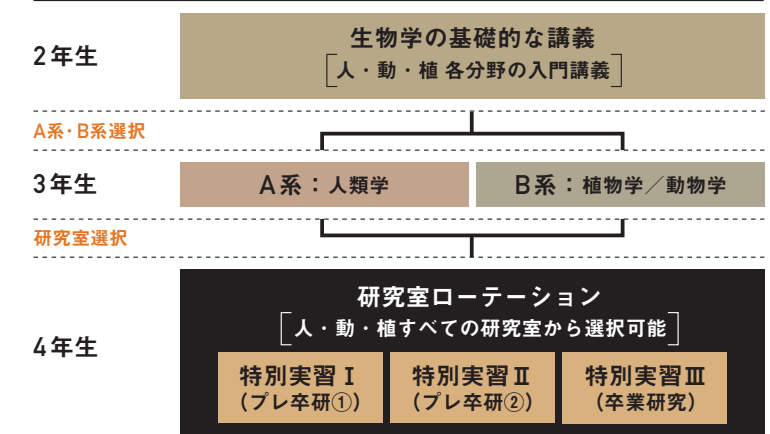 2年生
生物学の基礎的な講義
[人・動・植 各分野の入門講義]
A系・B系選択
3年生
A系：人類学
B系：植物学／動物学
研究室選択
4年生
研究室ローテーション
[人・動・植すべての研究室から選択可能]
特別実習Ⅰ
（プレ卒研①）
特別実習Ⅱ
（プレ卒研②）
特別実習Ⅲ
（卒業研究）